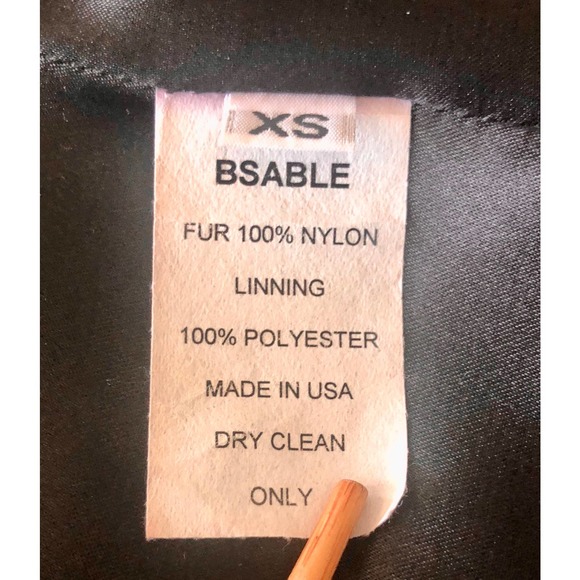 XS
BSABLE
FUR 100% NYLON
LINNING
100% POLYESTER
MADE IN USA
DRY CLEAN
ONLY